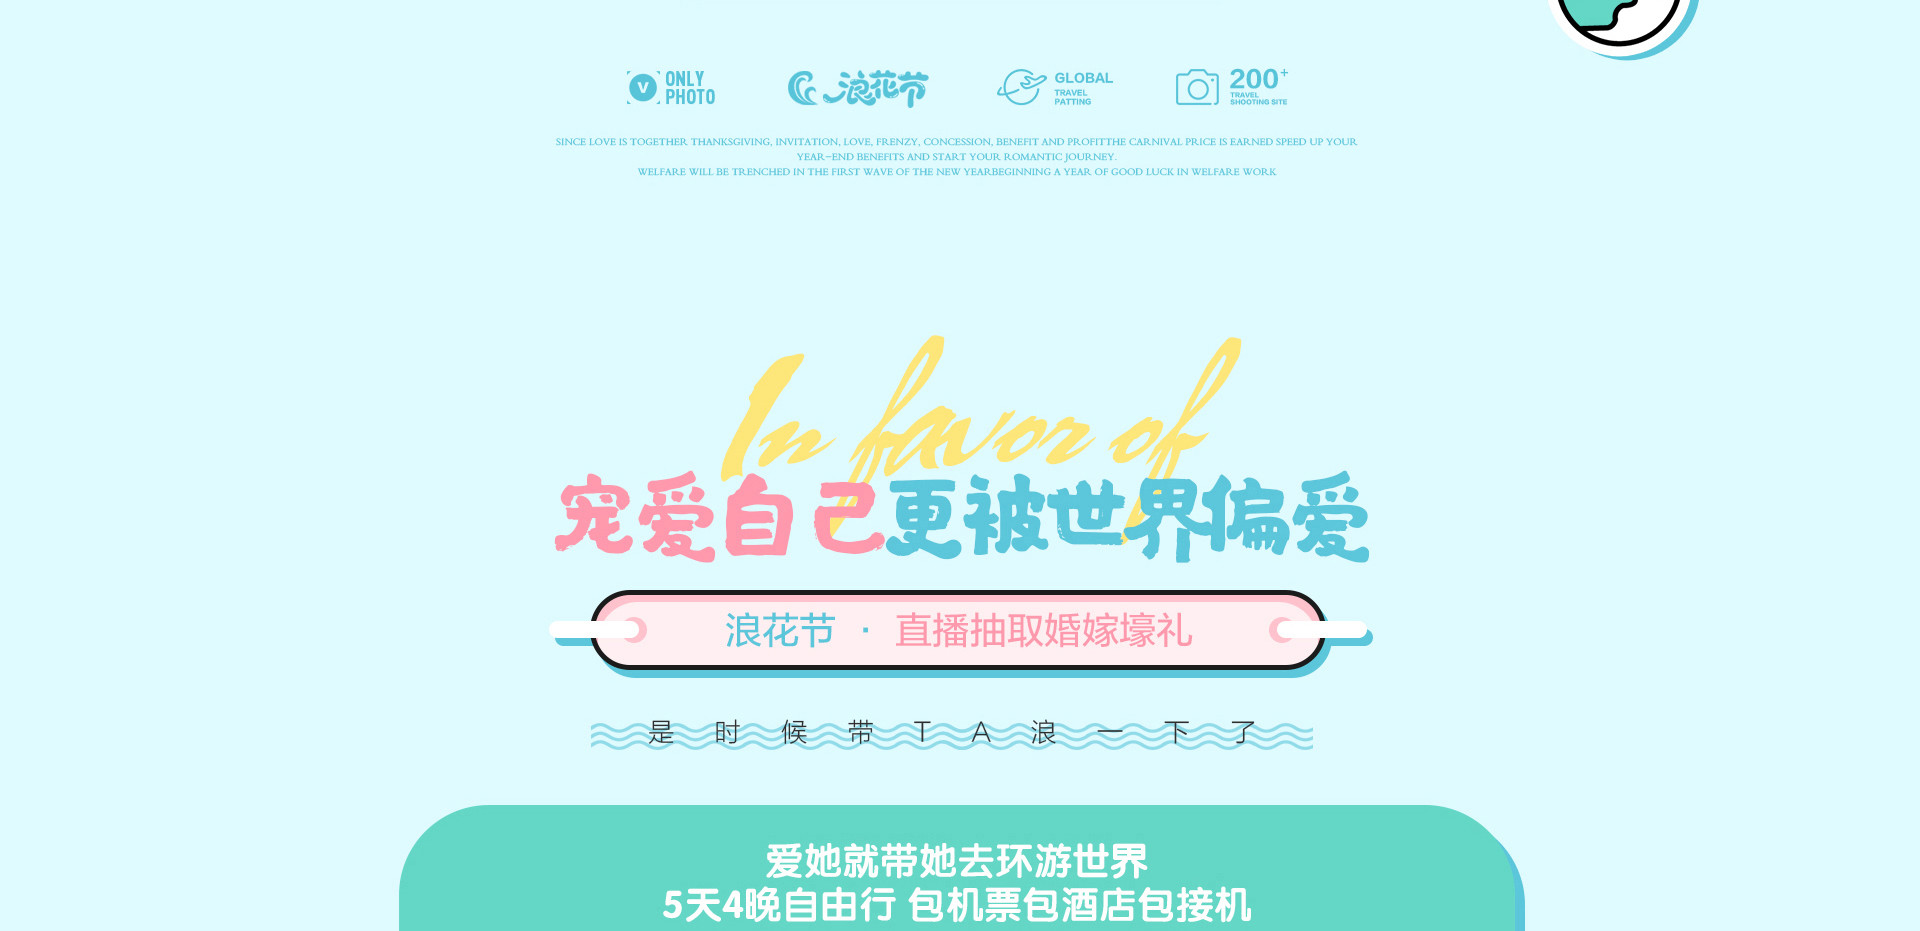 ONLY PHOTO
浪花节
GLOBAL
TRAVEL
PATTING
200+
TRAVEL
SHOOTING SITE
SINCE LOVE IS TOGETHER THANKSGIVING, INVITATION, LOVE, FRENZY, CONCESSION, BENEFIT AND PROFITTHE CARNIVAL PRICE IS EARNED SPEED UP YOUR
YEAR-END BENEFITS AND START YOUR ROMANTIC JOURNEY.
WELFARE WILL BE TRENCHED IN THE FIRST WAVE OF THE NEW YEARBEGINNING A YEAR OF GOOD LUCK IN WELFARE WORK
In favor of
宠爱自己更被世界偏爱
浪花节 · 直播抽取婚嫁壕礼
是时候带TA浪一下了
爱她就带她去环游世界
5天4晚自由行 包机票包酒店包接机